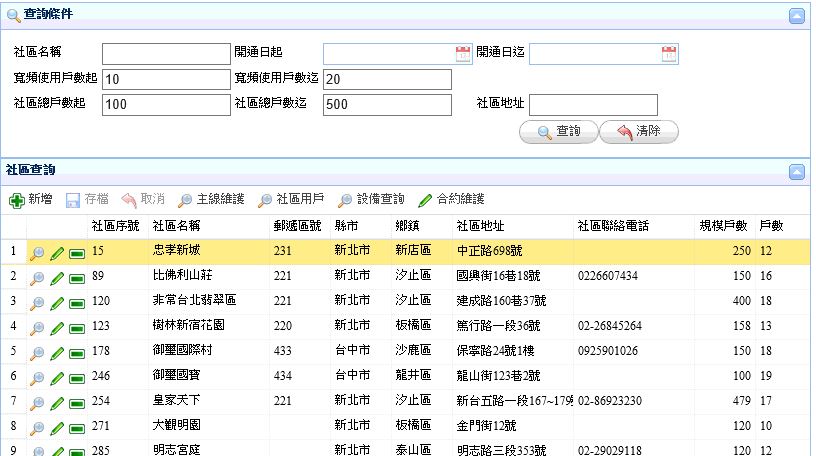 查詢條件
社區名稱 開通日起 開通日迄
寬頻使用戶數起 10 寬頻使用戶數迄 20
社區總戶數起 100 社區總戶數迄 500 社區地址
查詢 清除
社區查詢
新增 存檔 取消 主線維護 社區用戶 設備查詢 合約維護
社區序號 社區名稱 郵遞區號 縣市 鄉鎮 社區地址 社區聯絡電話 規模戶數 戶數
1 15 忠孝新城 231 新北市 新店區 中正路698號 250 12
2 89 比佛利山莊 221 新北市 汐止區 國興街16巷18號 0226607434 150 16
3 120 非常台北翡翠區 221 新北市 汐止區 建成路160巷37號 400 18
4 123 樹林新宿花園 220 新北市 板橋區 篤行路一段36號 02-26845264 158 13
5 178 御璽國際村 433 台中市 沙鹿區 保寧路24號1樓 0925901026 150 18
6 246 御璽國寶 434 台中市 龍井區 龍山街123巷2號 100 19
7 254 皇家天下 221 新北市 汐止區 新台五路一段167~179 02-86923230 479 17
8 271 大觀明園 新北市 板橋區 金門街12號 120 10
9 285 明志宮庭 新北市 泰山區 明志路三段353號 02-29029118 120 12